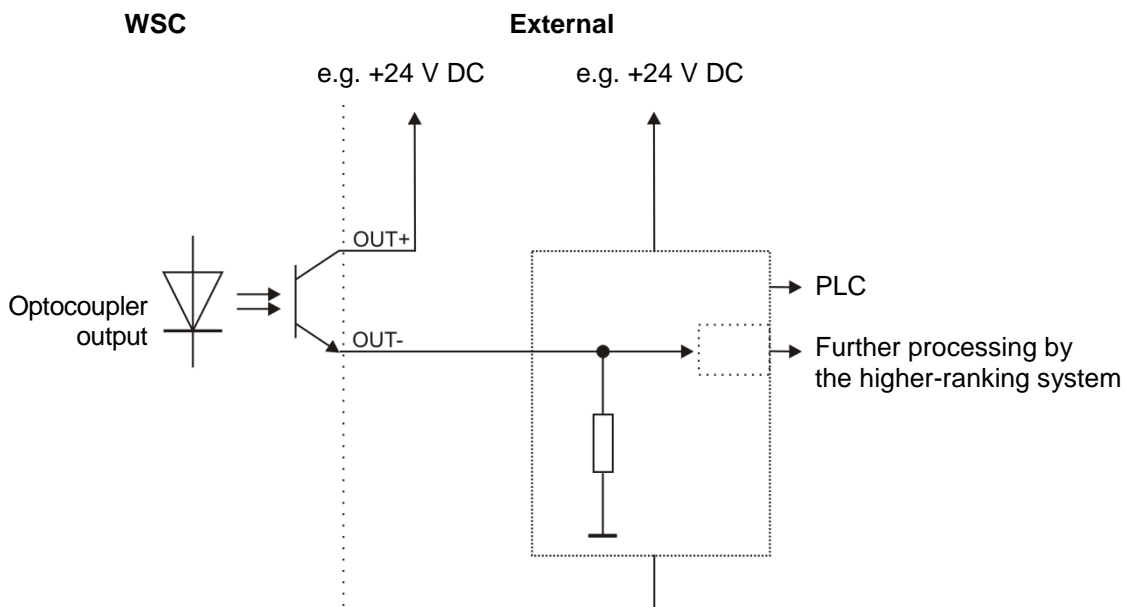 WSC
External
e.g. +24 V DC
e.g. +24 V DC
OUT+
PLC
Optocoupler
output
OUT-
Further processing by
the higher-ranking system